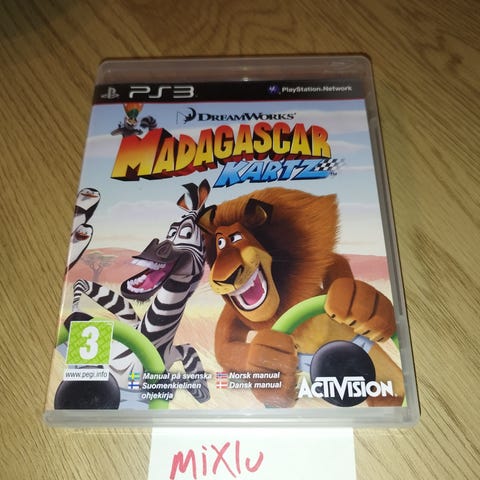 PS3
PlayStation Network
DREAMWORKS
MADAGASCAR
KARTZ™
3
www.pegi.info
Manual på svenska
Norsk manual
Suomenkielinen
ohjekirja
Dansk manual
ACTIVISION
mixlu